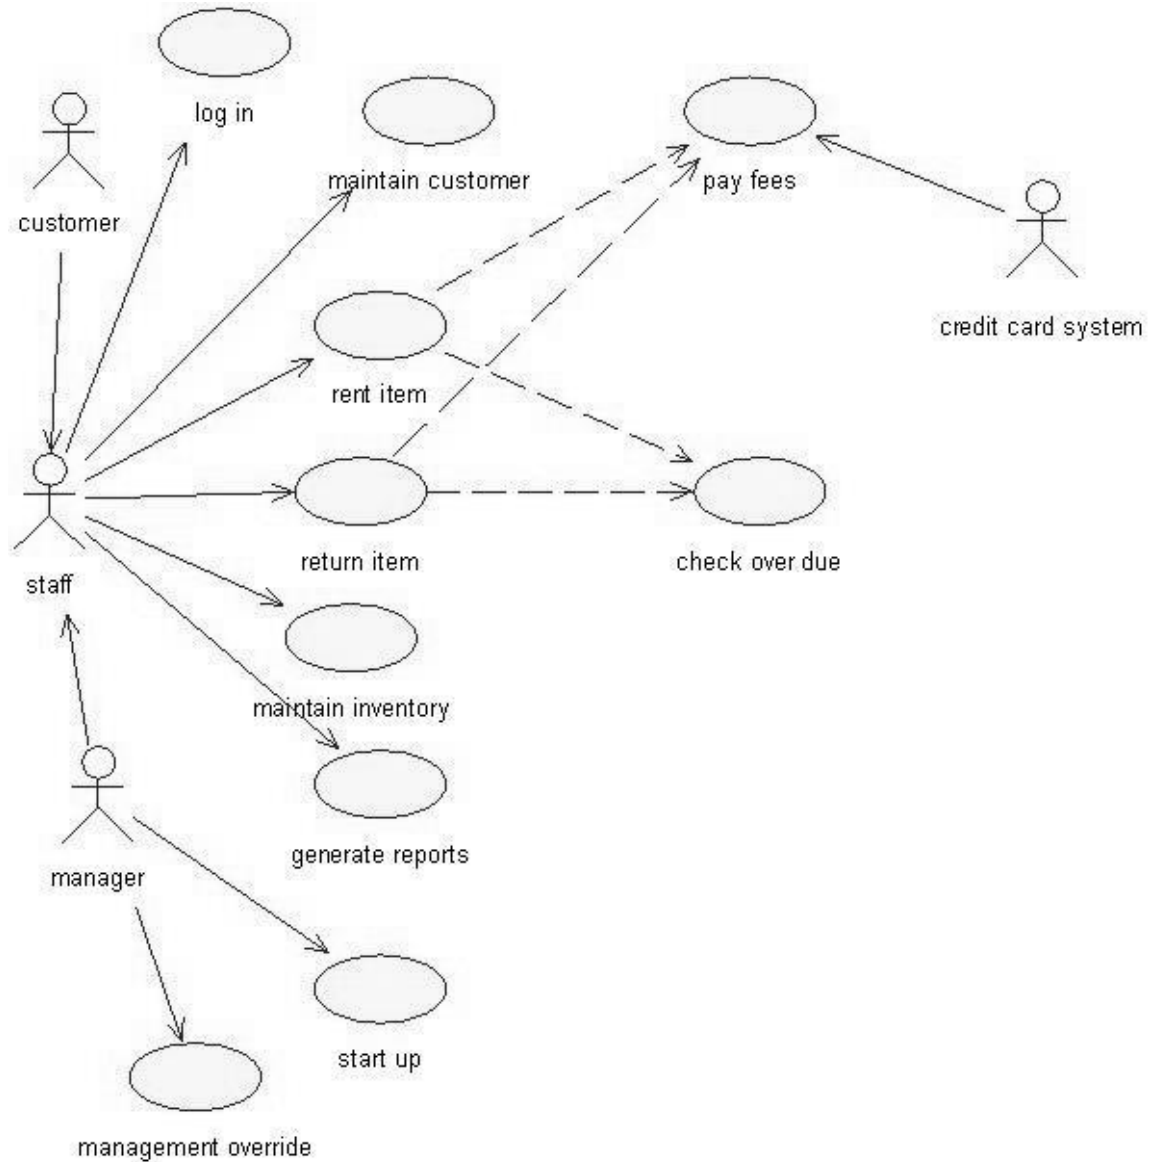 log in
maintain customer
pay fees
customer
credit card system
rent item
return item
check over due
staff
maintain inventory
generate reports
manager
start up
management override